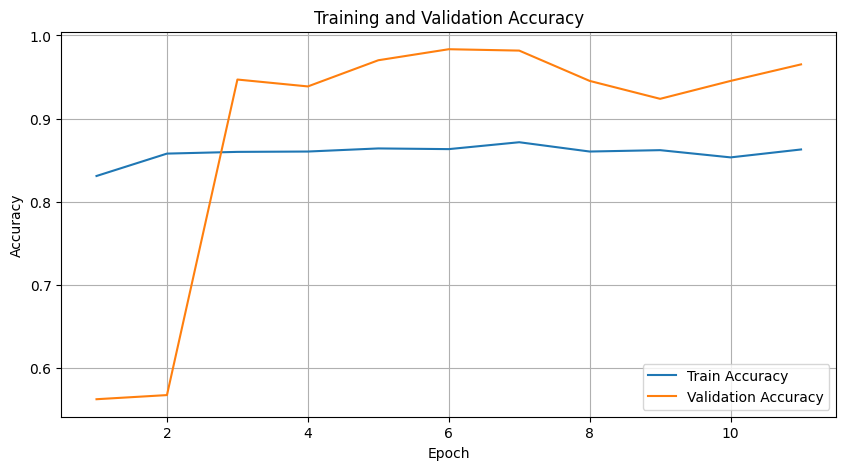 Training and Validation Accuracy
1.0
0.9
0.8
0.7
0.6
Accuracy
2
4
6
8
10
Epoch
Train Accuracy
Validation Accuracy